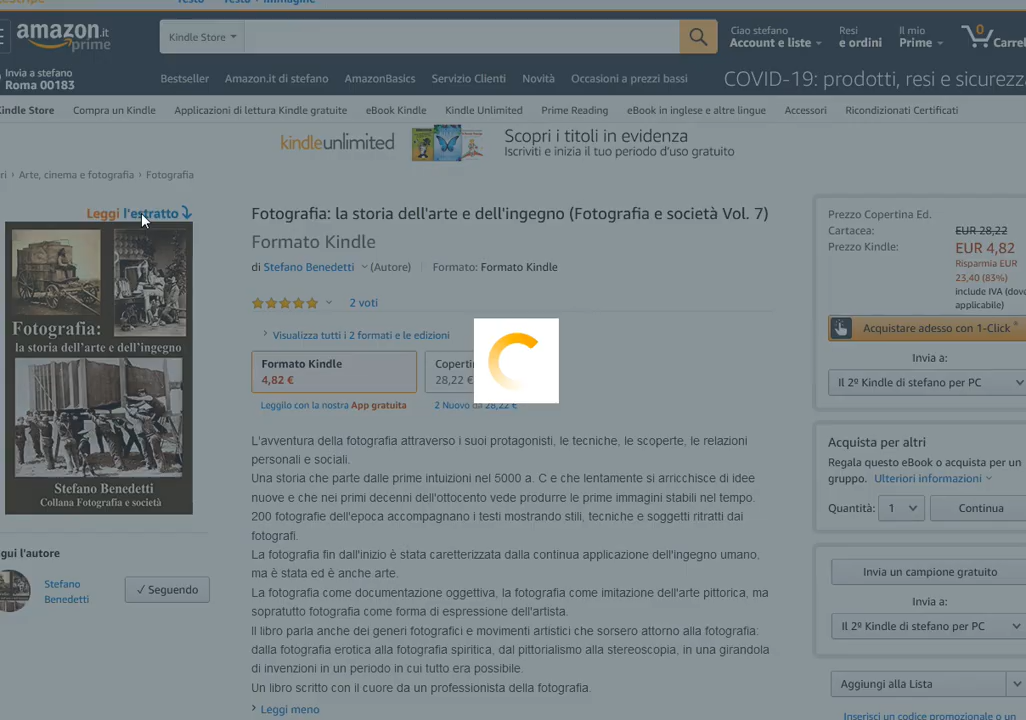 amazon.it
prime
Kindle Store
Ciao stefano
Account e liste
Resi
e ordini
Il mio
Prime
0
Invia a stefano
Roma 00183
Bestseller Amazon.it di stefano AmazonBasics Servizio Clienti Novità Occasioni a prezzi bassi
COVID-19: prodotti, resi e
Compra un Kindle Applicazioni di lettura Kindle gratuite eBook Kindle Kindle Unlimited Prime Reading eBook in inglese e altre lingue Accessori Ricondizionati Certificati
kindleunlimited
Scopri i titoli in evidenza
Iscriviti e inizia il tuo periodo d'uso gratuito
› Arte, cinema e fotografia › Fotografia
Leggi l'estratto
Fotografia:
la storia dell'arte e dell'ingegno
Stefano Benedetti
Collana Fotografia e società
l'autore
Stefano
Benedetti
✓ Seguendo
Fotografia: la storia dell'arte e dell'ingegno (Fotografia e società Vol. 7)
Formato Kindle
di Stefano Benedetti (Autore) Formato: Formato Kindle
2 voti
› Visualizza tutti i 2 formati e le edizioni
Formato Kindle
4,82 €
28,22 €
Leggilo con la nostra App gratuita
2 Nuovo da 28,22 €
L'avventura della fotografia attraverso i suoi protagonisti, le tecniche, le scoperte, le relazioni
personali e sociali.
Una storia che parte dalle prime intuizioni nel 5000 a. C e che lentamente si arricchisce di idee
nuove e che nei primi decenni dell'ottocento vede produrre le prime immagini stabili nel tempo.
200 fotografie dell'epoca accompagnano i testi mostrando stili, tecniche e soggetti ritratti dai
fotografi.
La fotografia fin dall'inizio è stata caretterizzata dalla continua applicazione dell'ingegno umano,
ma è stata ed è anche arte.
La fotografia come documentazione oggettiva, la fotografia come imitazione dell'arte pittorica, ma
sopratutto fotografia come forma di espressione dell'artista.
Il libro parla anche dei generi fotografici e movimenti artistici che sorsero attorno alla fotografia:
dalla fotografia erotica alla fotografia spiritica, dal pittorialismo alla stereoscopia, in una girandola
di invenzioni in un periodo in cui tutto era possibile.
Un libro scritto con il cuore da un professionista della fotografia.
› Leggi meno
Prezzo Copertina Ed.
Cartacea: EUR 28,22
Prezzo Kindle: EUR 4,82
Risparmia EUR
23,40 (83%)
include IVA (dove
applicabile)
Acquistare adesso con 1-Click
Invia a:
Il 2º Kindle di stefano per PC
Acquista per altri
Regala questo eBook o acquista per un
gruppo. Ulteriori informazioni
Quantità: 1 Continua
Invia un campione gratuito
Invia a:
Il 2º Kindle di stefano per PC
Aggiungi alla Lista
Inserisci un codice promozionale o un